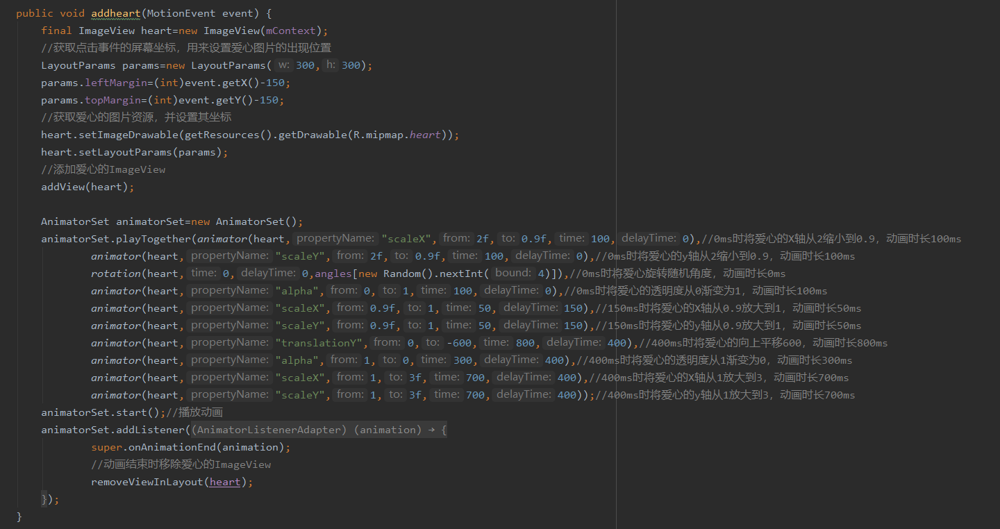 public void addheart(MotionEvent event) {
final ImageView heart=new ImageView(mContext);
//获取点击事件的屏幕坐标，用来设置爱心图片的出现位置
LayoutParams params=new LayoutParams( w: 300, h: 300);
params.leftMargin=(int)event.getX()-150;
params.topMargin=(int)event.getY()-150;
//获取爱心的图片资源，并设置其坐标
heart.setImageDrawable(getResources().getDrawable(R.mipmap.heart));
heart.setLayoutParams(params);
//添加爱心的ImageView
addView(heart);
AnimatorSet animatorSet=new AnimatorSet();
animatorSet.playTogether(animator(heart, propertyName: "scaleX", from: 2f, to: 0.9f, time: 100, delayTime: 0),//0ms时将爱心的X轴从2缩小到0.9，动画时长100ms
animator(heart, propertyName: "scaleY", from: 2f, to: 0.9f, time: 100, delayTime: 0),//0ms时将爱心的y轴从2缩小到0.9，动画时长100ms
rotation(heart, time: 0, delayTime: 0,angles[new Random().nextInt( bound: 4)]),//0ms时将爱心旋转随机角度，动画时长0ms
animator(heart, propertyName: "alpha", from: 0, to: 1, time: 100, delayTime: 0),//0ms时将爱心的透明度从0渐变为1，动画时长100ms
animator(heart, propertyName: "scaleX", from: 0.9f, to: 1, time: 50, delayTime: 150),//150ms时将爱心的X轴从0.9放大到1，动画时长50ms
animator(heart, propertyName: "scaleY", from: 0.9f, to: 1, time: 50, delayTime: 150),//150ms时将爱心的y轴从0.9放大到1，动画时长50ms
animator(heart, propertyName: "translationY", from: 0, to: -600, time: 800, delayTime: 400),//400ms时将爱心的向上平移600，动画时长800ms
animator(heart, propertyName: "alpha", from: 1, to: 0, time: 300, delayTime: 400),//400ms时将爱心的透明度从1渐变为0，动画时长300ms
animator(heart, propertyName: "scaleX", from: 1, to: 3f, time: 700, delayTime: 400),//400ms时将爱心的X轴从1放大到3，动画时长700ms
animator(heart, propertyName: "scaleY", from: 1, to: 3f, time: 700, delayTime: 400));//400ms时将爱心的y轴从1放大到3，动画时长700ms
animatorSet.start();//播放动画
animatorSet.addListener((AnimatorListenerAdapter) (animation) → {
super.onAnimationEnd(animation);
//动画结束时移除爱心的ImageView
removeViewInLayout(heart);
});
}